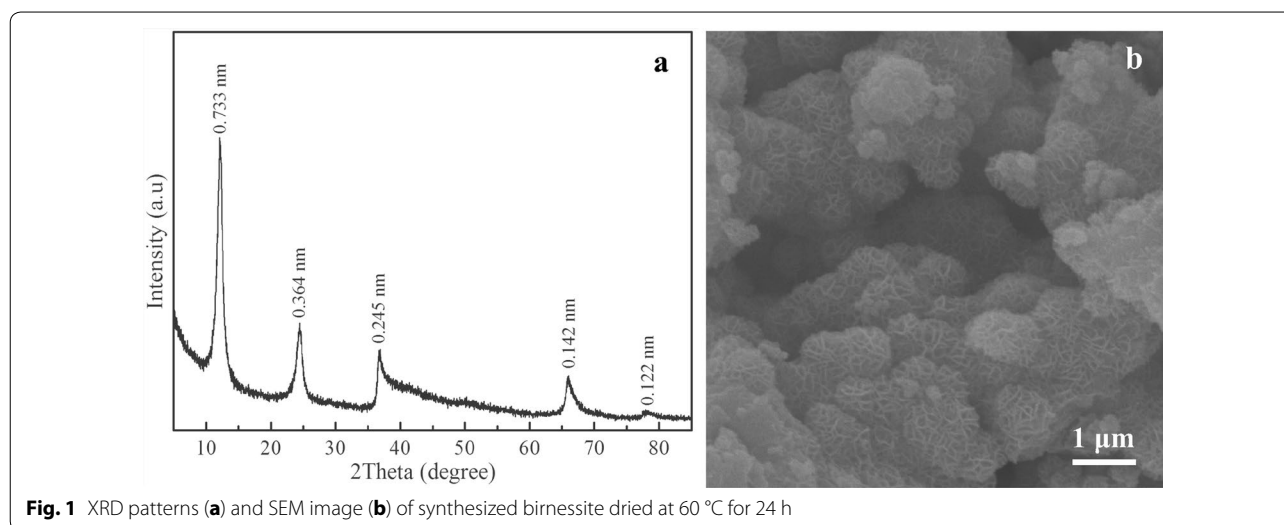 a
0.733 nm
0.364 nm
0.245 nm
0.142 nm
0.122 nm
Intensity (a.u)
10 20 30 40 50 60 70 80
2Theta (degree)
b
1 μm
Fig. 1 XRD patterns (a) and SEM image (b) of synthesized birnessite dried at 60 °C for 24 h